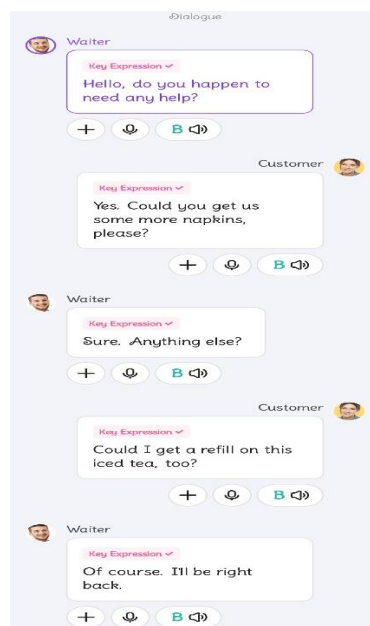 Dialogue
Waiter
Key Expression
Hello, do you happen to
need any help?
B
Customer
Key Expression
Yes. Could you get us
some more napkins,
please?
B
Waiter
Key Expression
Sure. Anything else?
B
Customer
Key Expression
Could I get a refill on this
iced tea, too?
B
Waiter
Key Expression
Of course. I'll be right
back.
B